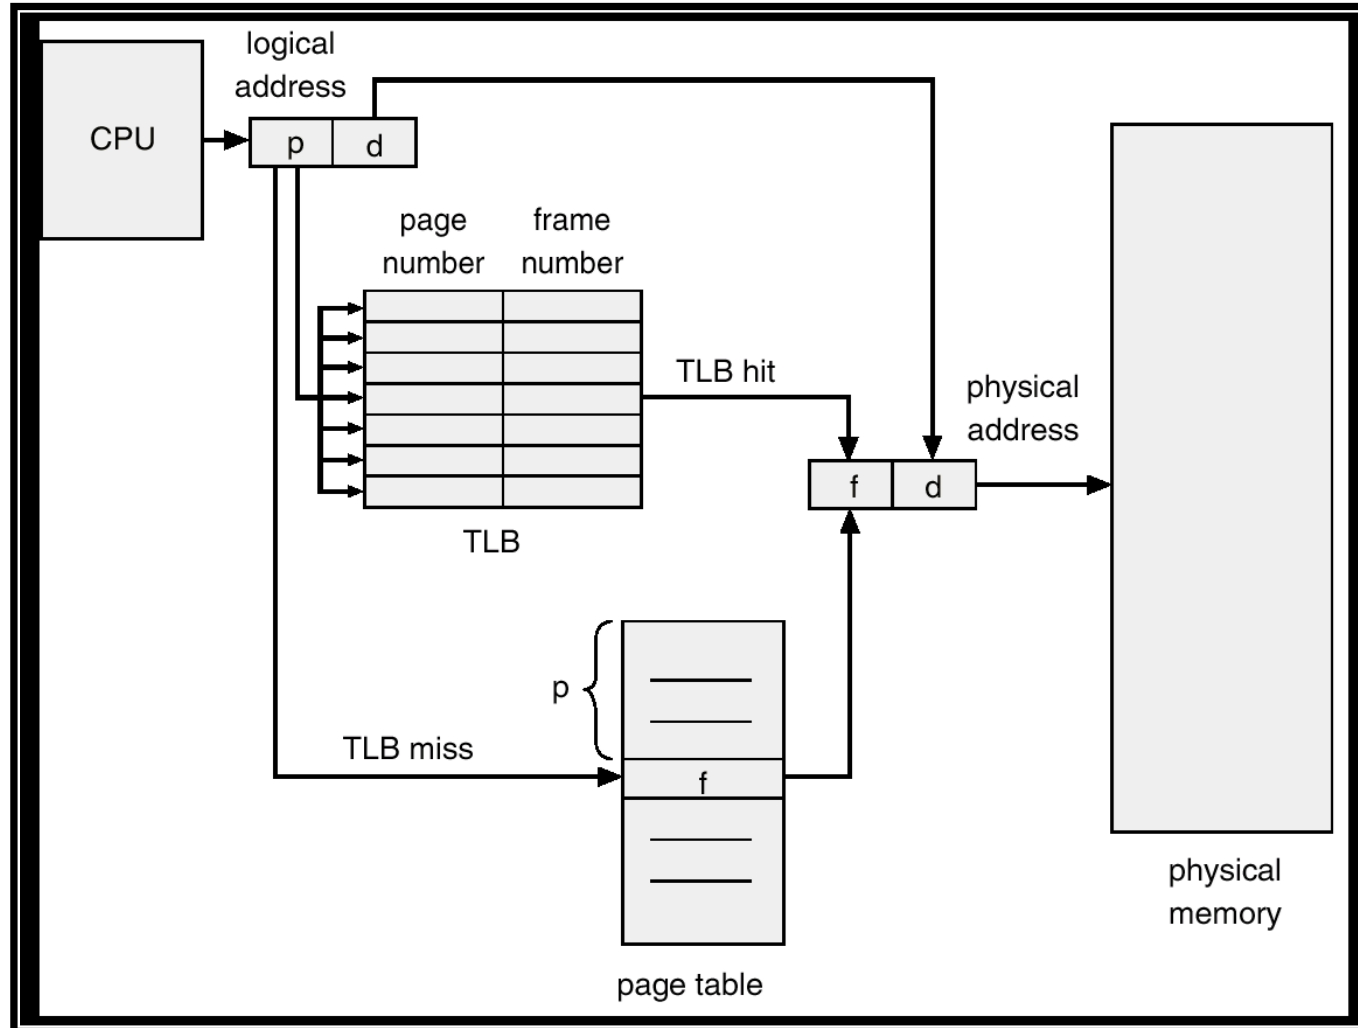 logical
address
CPU
p
d
page
number
frame
number
TLB hit
physical
address
f
d
TLB
p
TLB miss
f
physical
memory
page table